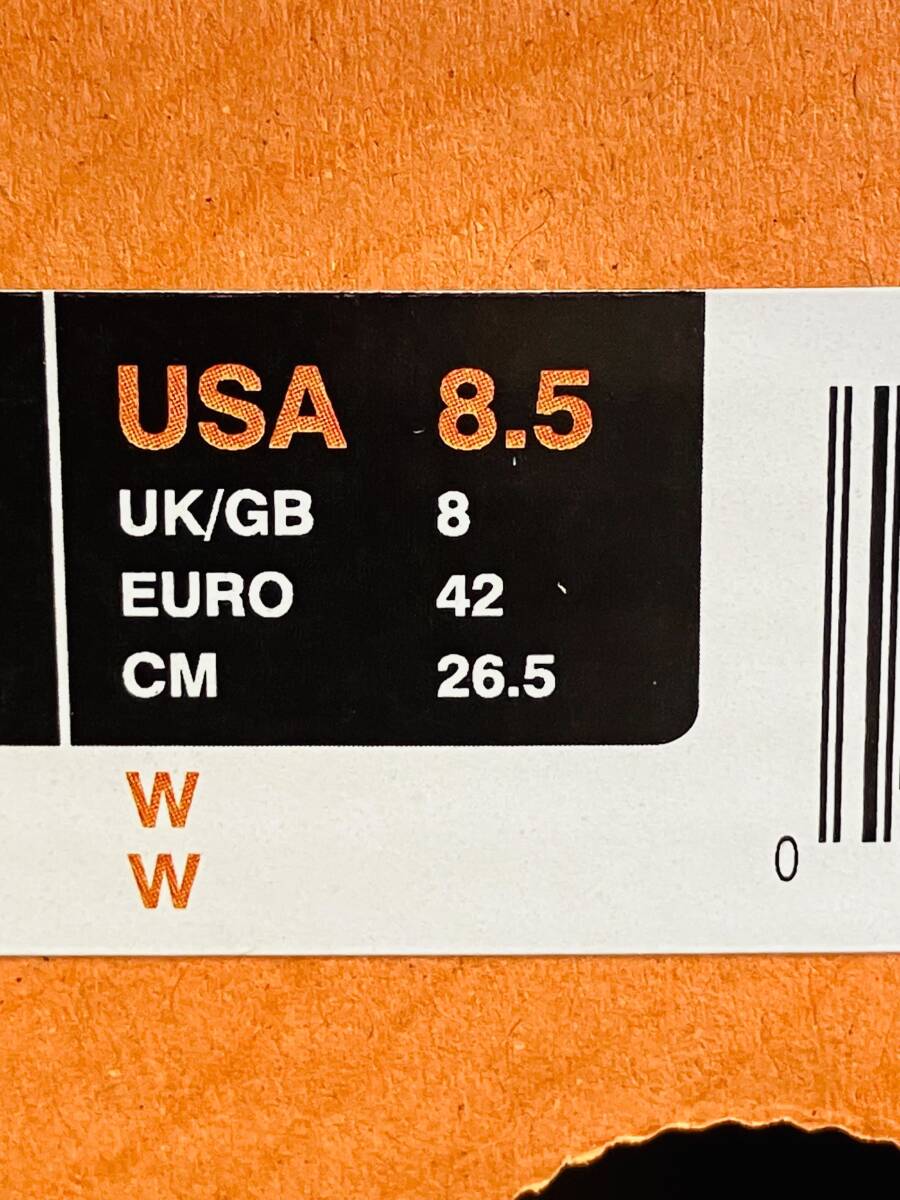 USA 8.5
UK/GB 8
EURO 42
CM 26.5
W
W
0